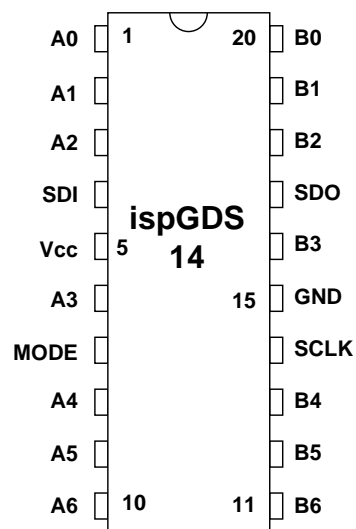 A0 1 20 B0
A1 B1
A2 B2
SDI SDO
ispGDS
Vcc 5 14 B3
A3 15 GND
MODE SCLK
A4 B4
A5 B5
A6 10 11 B6